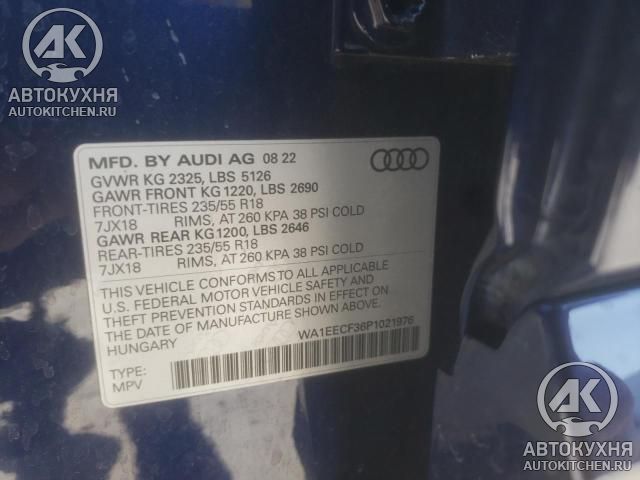 AK
АВТОКУХНЯ
AUTOKITCHEN.RU
MFD. BY AUDI AG 08 22
GVWR KG 2325, LBS 5126
GAWR FRONT KG 1220, LBS 2690
FRONT-TIRES 235/55 R18
7JX18 RIMS, AT 260 KPA 38 PSI COLD
GAWR REAR KG1200, LBS 2646
REAR-TIRES 235/55 R18
7JX18 RIMS, AT 260 KPA 38 PSI COLD
THIS VEHICLE CONFORMS TO ALL APPLICABLE
U.S. FEDERAL MOTOR VEHICLE SAFETY AND
THEFT PREVENTION STANDARDS IN EFFECT ON
THE DATE OF MANUFACTURE SHOWN ABOVE.
HUNGARY
WA1EECF36P1021976
TYPE:
MPV
AK
АВТОКУХНЯ
AUTOKITCHEN.RU